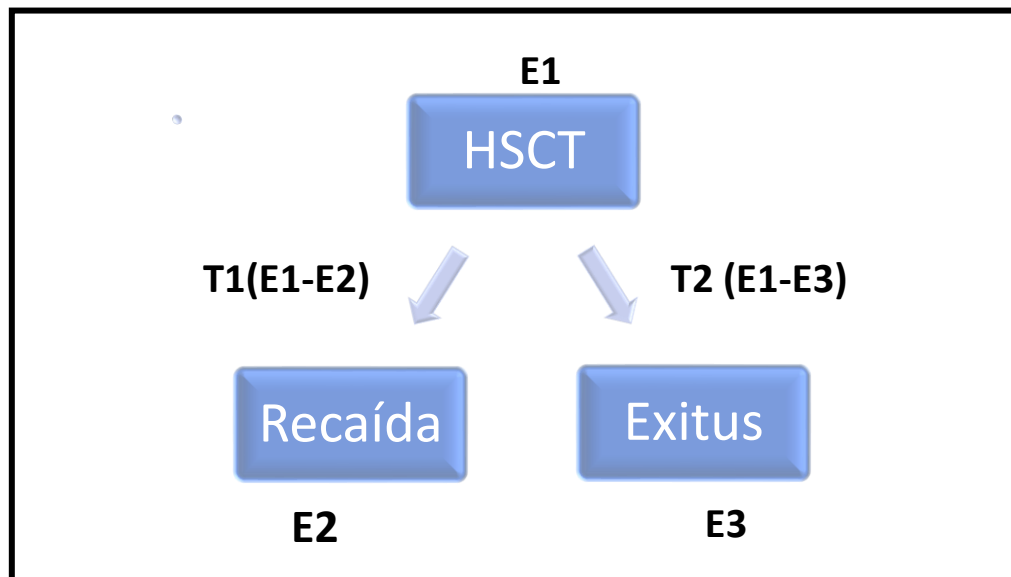 E1
HSCT
T1(E1-E2)
T2 (E1-E3)
Recaída
Exitus
E2
E3